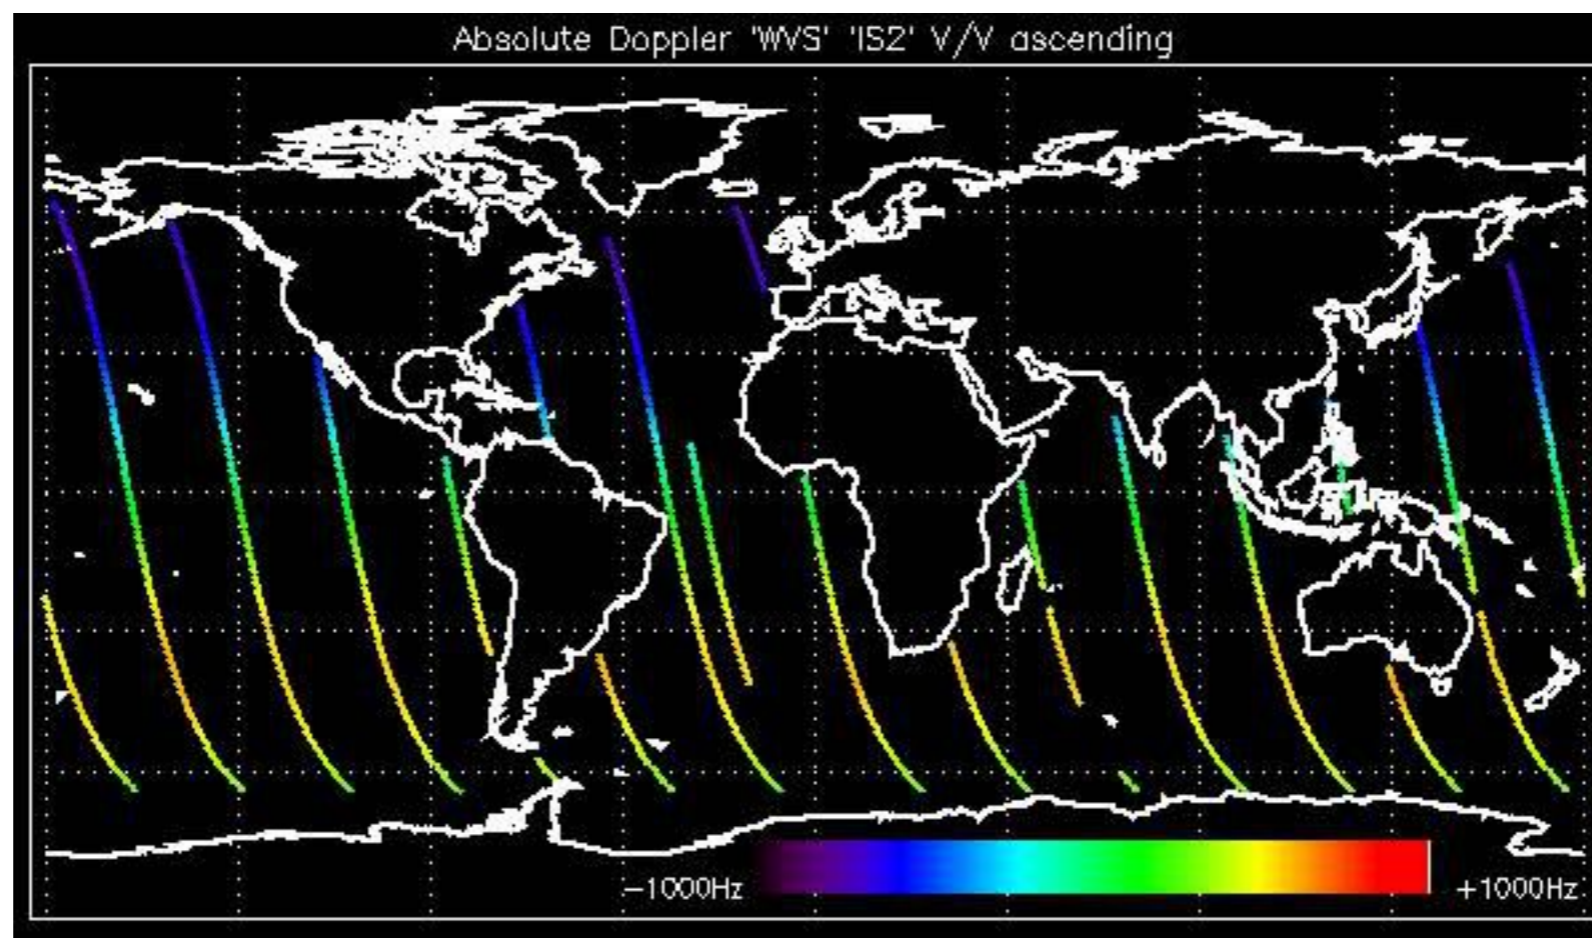 Absolute Doppler 'WVS' 'IS2' V/V ascending
-1000Hz +1000Hz